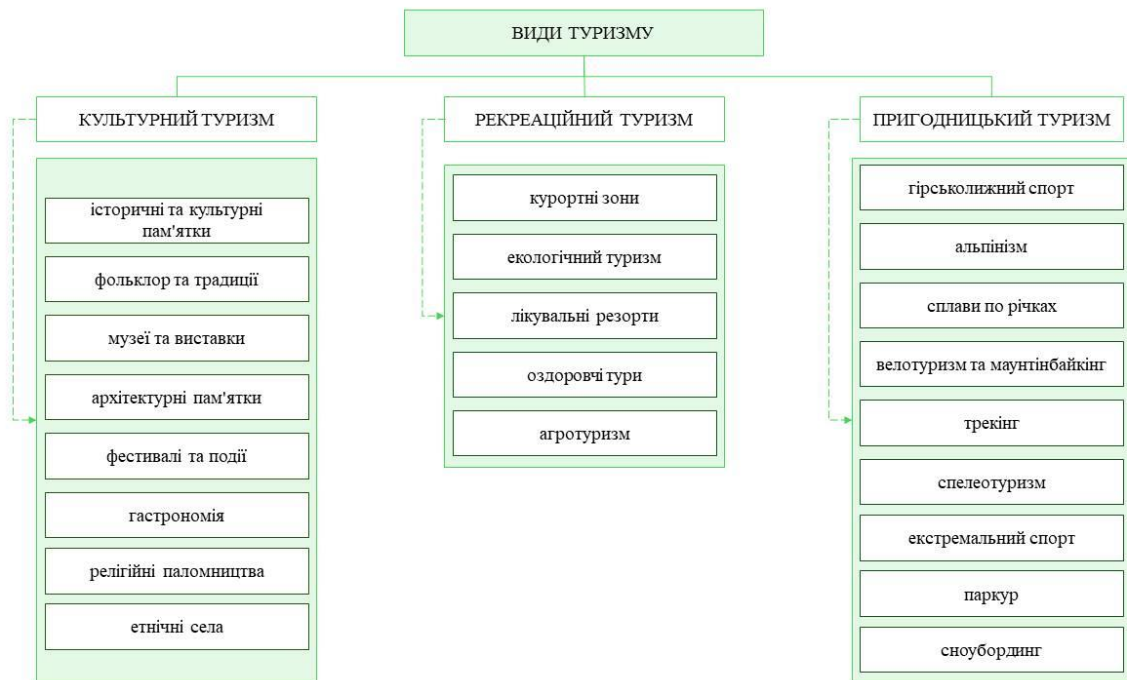 ВИДИ ТУРИЗМУ
КУЛЬТУРНИЙ ТУРИЗМ
історичні та культурні
пам'ятки
фольклор та традиції
музеї та виставки
архітектурні пам'ятки
фестивалі та події
гастрономія
релігійні паломництва
етнічні села
РЕКРЕАЦІЙНИЙ ТУРИЗМ
курортні зони
екологічний туризм
лікувальні резорти
оздоровчі тури
агротуризм
ПРИГОДНИЦЬКИЙ ТУРИЗМ
гірськолижний спорт
альпінізм
сплави по річках
велотуризм та маунтінбайкінг
трекінг
спелеотуризм
екстремальний спорт
паркур
сноубординг